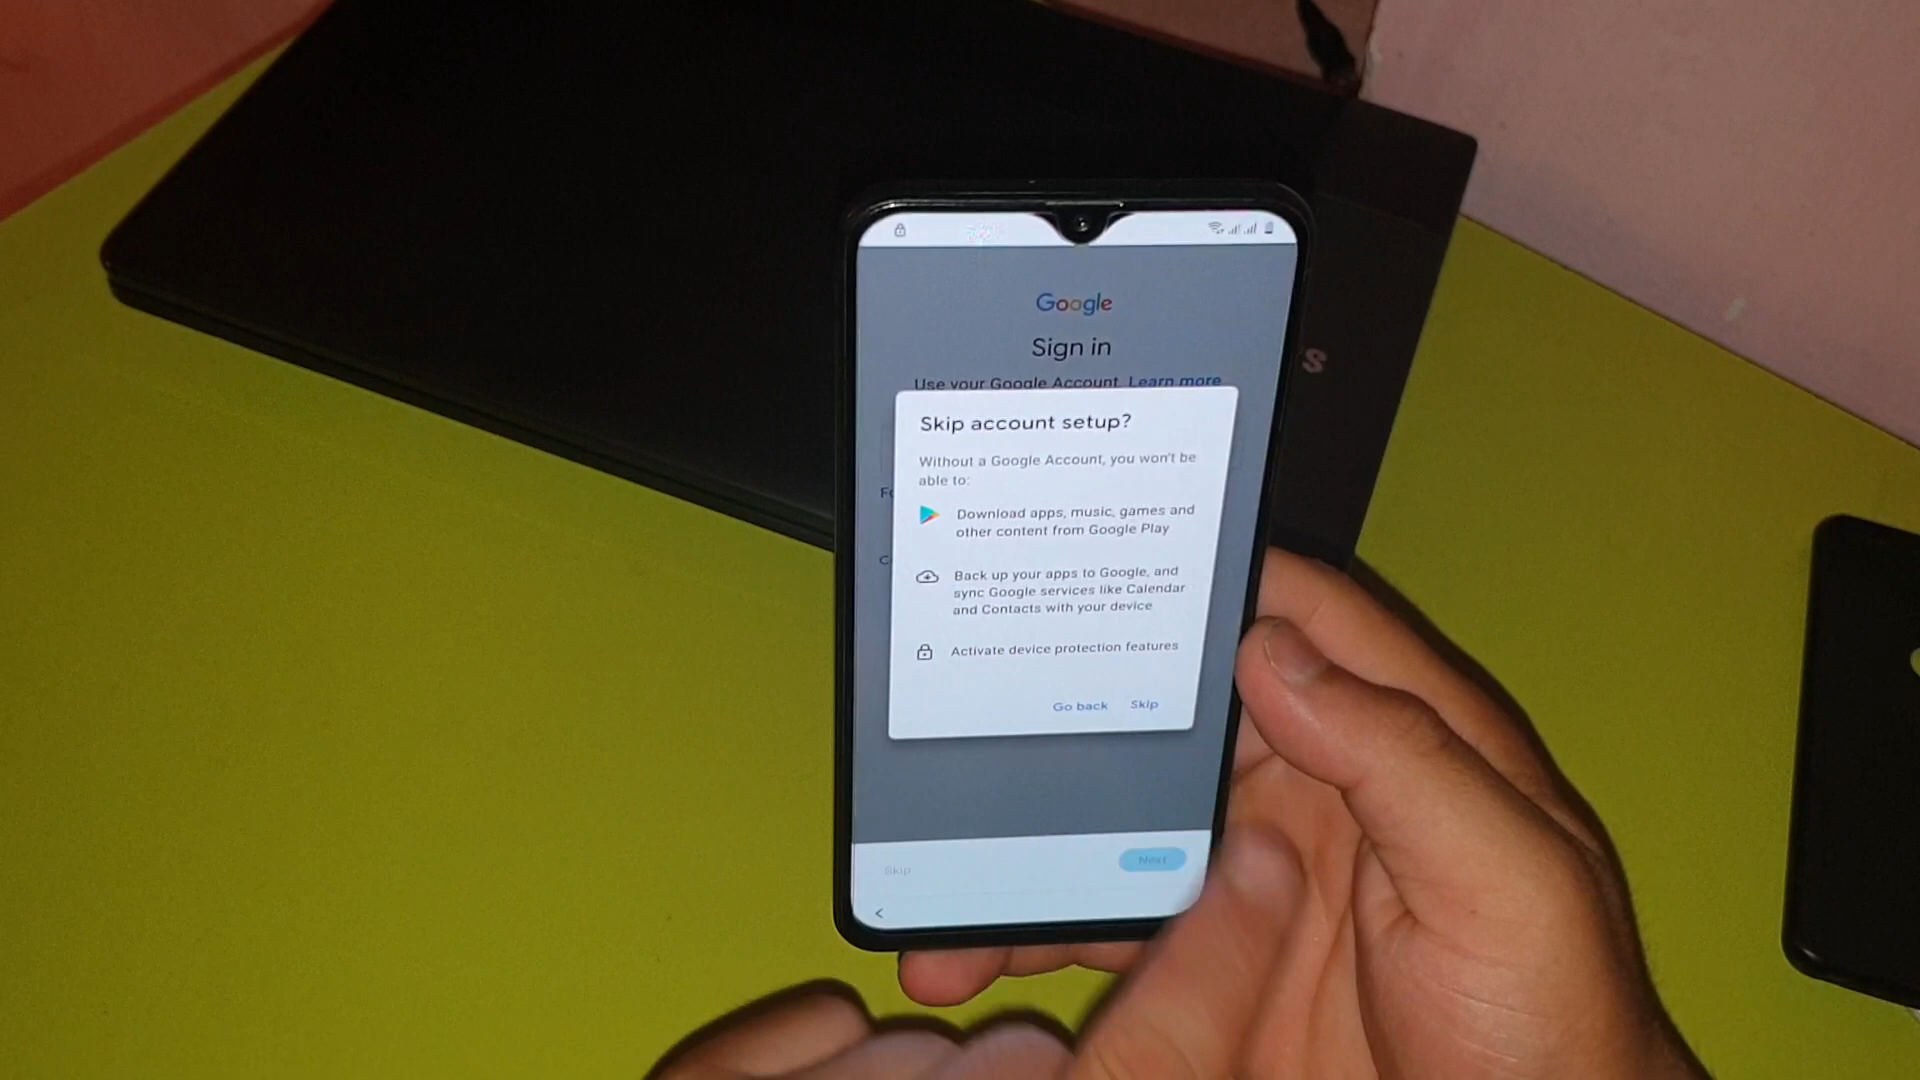 Google
Sign in
Use your Google Account. Learn more
Skip account setup?
Without a Google Account, you won't be
able to:
Download apps, music, games and
other content from Google Play
Back up your apps to Google, and
sync Google services like Calendar
and Contacts with your device
Activate device protection features
Go back Skip
Skip Next
S